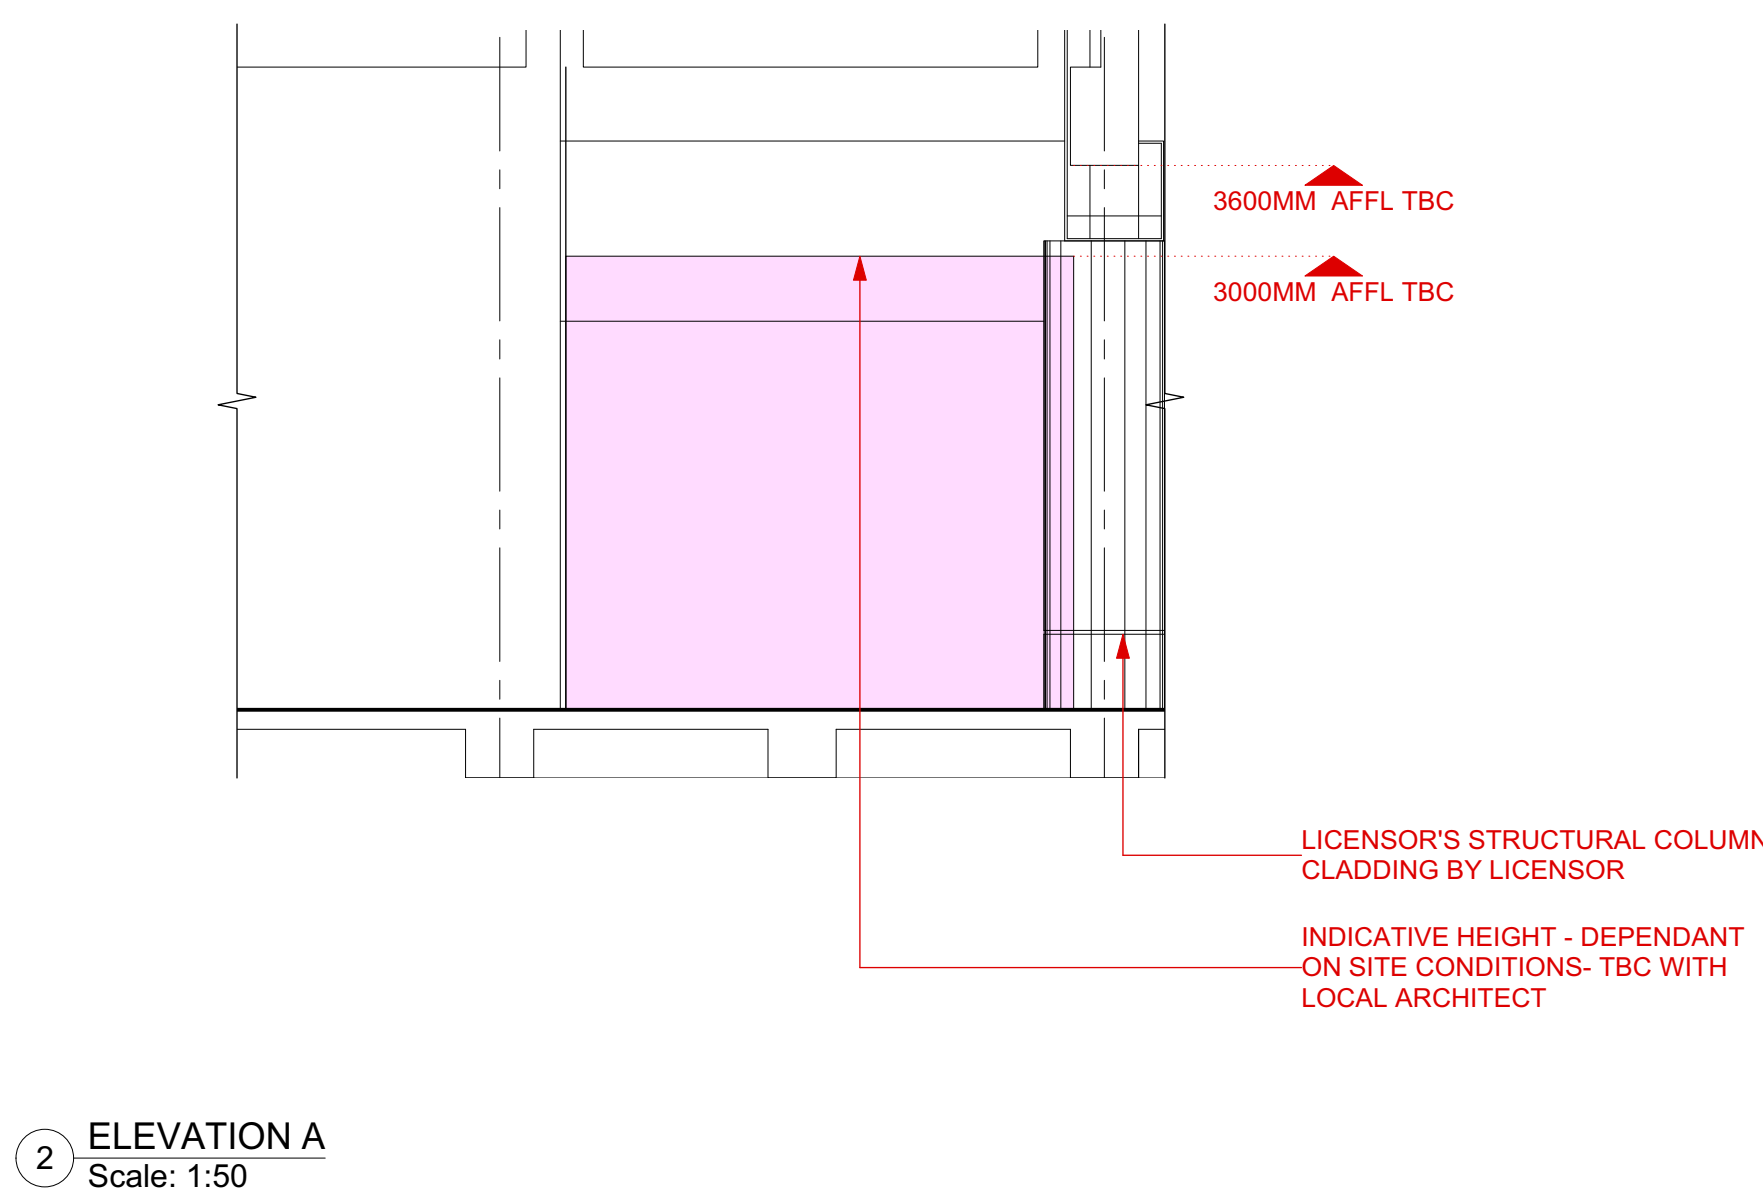 3600MM  AFFL TBC
3000MM  AFFL TBC
LICENSOR'S STRUCTURAL COLUMN
CLADDING BY LICENSOR
INDICATIVE HEIGHT - DEPENDANT
ON SITE CONDITIONS- TBC WITH
LOCAL ARCHITECT
2
ELEVATION A
Scale: 1:50